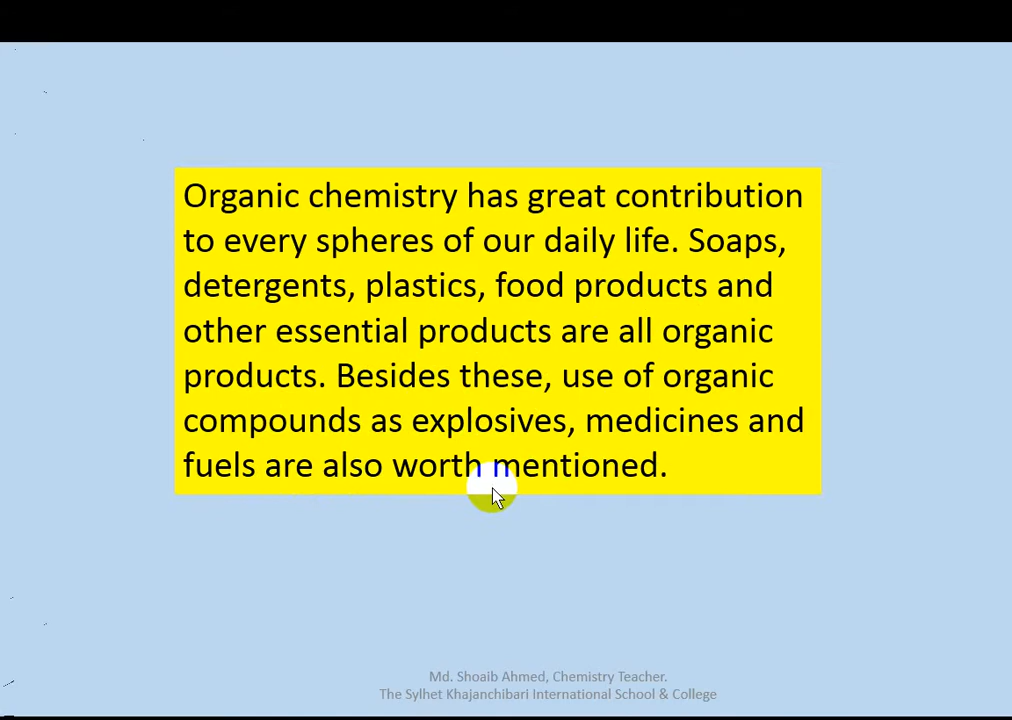 Organic chemistry has great contribution
to every spheres of our daily life. Soaps,
detergents, plastics, food products and
other essential products are all organic
products. Besides these, use of organic
compounds as explosives, medicines and
fuels are also worth mentioned.
Md. Shoaib Ahmed, Chemistry Teacher.
The Sylhet Khajanchibari International School & College